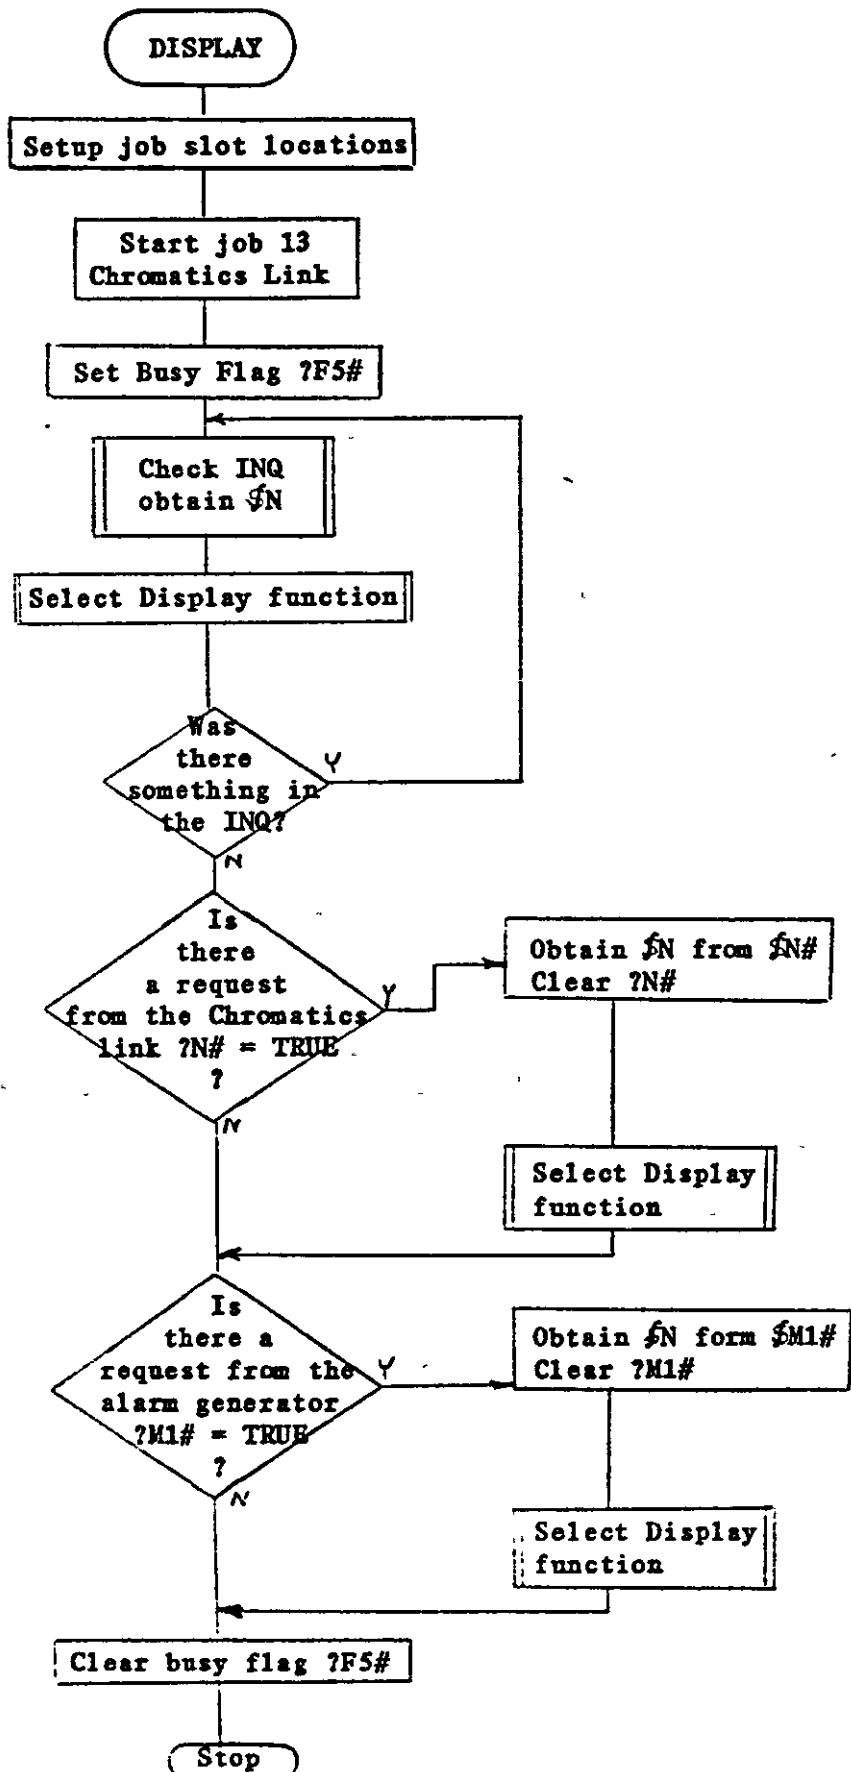 DISPLAY
Setup job slot locations
Start job 13
Chromatics Link
Set Busy Flag ?F5#
Check INQ
obtain $N
Select Display function
Was
there
something in
the INQ?
Y
N
Is
there
a request
from the Chromatics
link ?N# = TRUE
?
Y
N
Obtain $N from $N#
Clear ?N#
Select Display
function
Is
there a
request from the
alarm generator
?M1# = TRUE
?
Y
N
Obtain $N form $M1#
Clear ?M1#
Select Display
function
Clear busy flag ?F5#
Stop